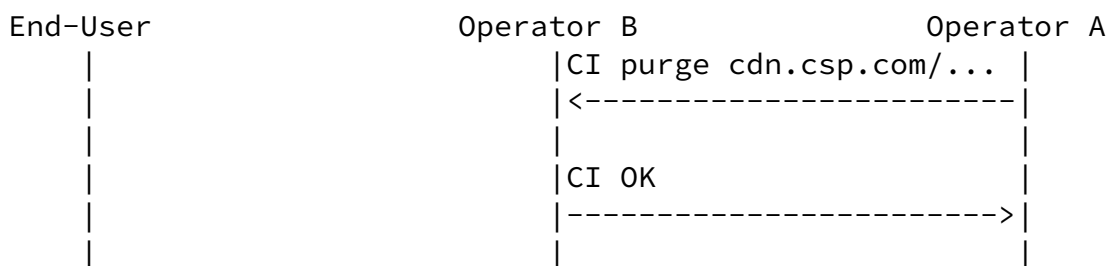 End-User Operator B Operator A
CI purge cdn.csp.com/...
CI OK